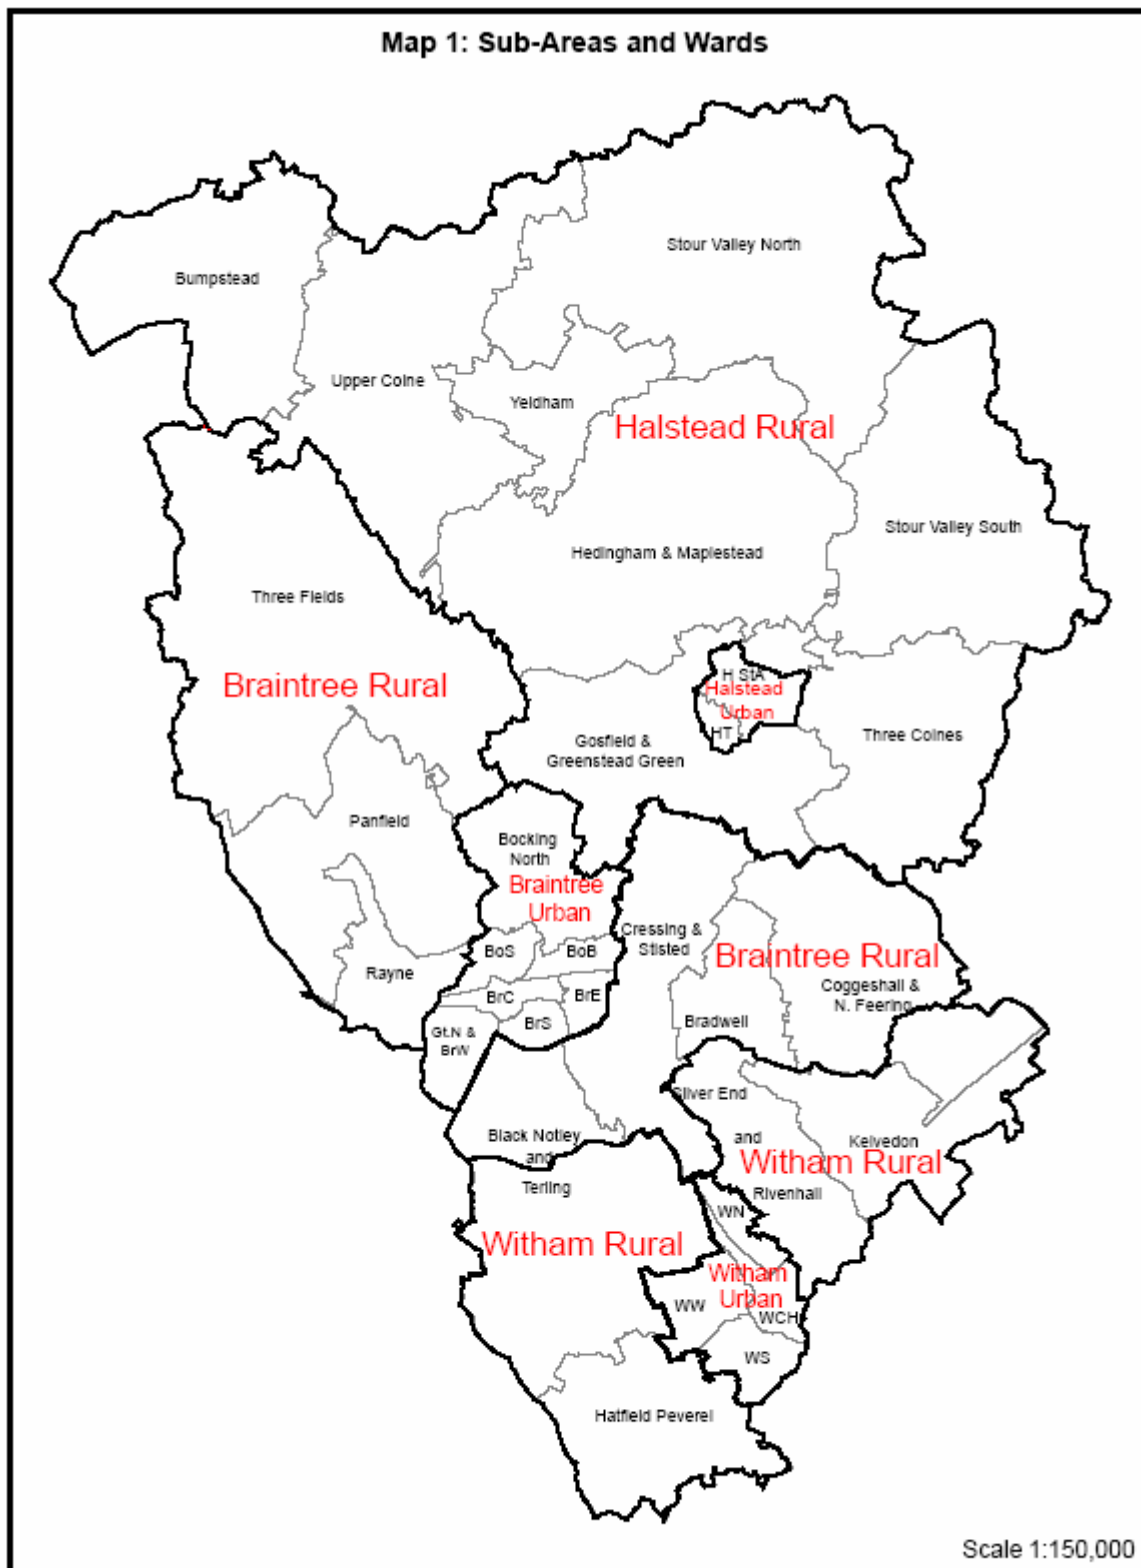 Map 1: Sub-Areas and Wards
Stour Valley North
Bumpstead
Upper Colne
Yeldham
Halstead Rural
Stour Valley South
Hedingham & Maplestead
Three Fields
Braintree Rural
H StA
Halstead
Urban
HT
Three Colnes
Gosfield &
Greenstead Green
Panfield
Bocking
North
Braintree
Urban
Cressing &
Stisted
BoS
BoB
Braintree Rural
Rayne
Coggeshall &
N. Feering
BrC
BrE
BrS
Bradwell
Gt.N &
BrW
Silver End
and
Rivenhall
Kelvedon
Witham Rural
Black Notley
and
Terling
WN
Witham Rural
Witham
Urban
WW
WCH
WS
Hatfield Peverel
Scale 1:150,000